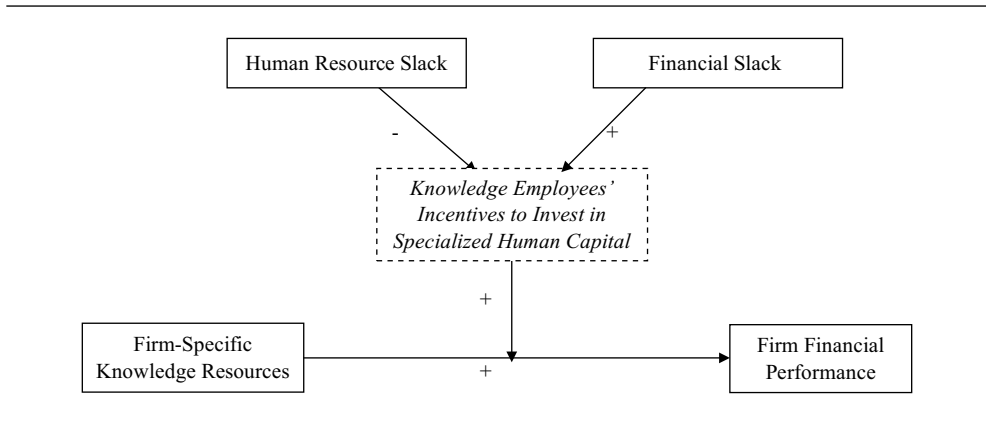 Human Resource Slack
Financial Slack
-
+
Knowledge Employees’
Incentives to Invest in
Specialized Human Capital
+
Firm-Specific
Knowledge Resources
+
Firm Financial
Performance